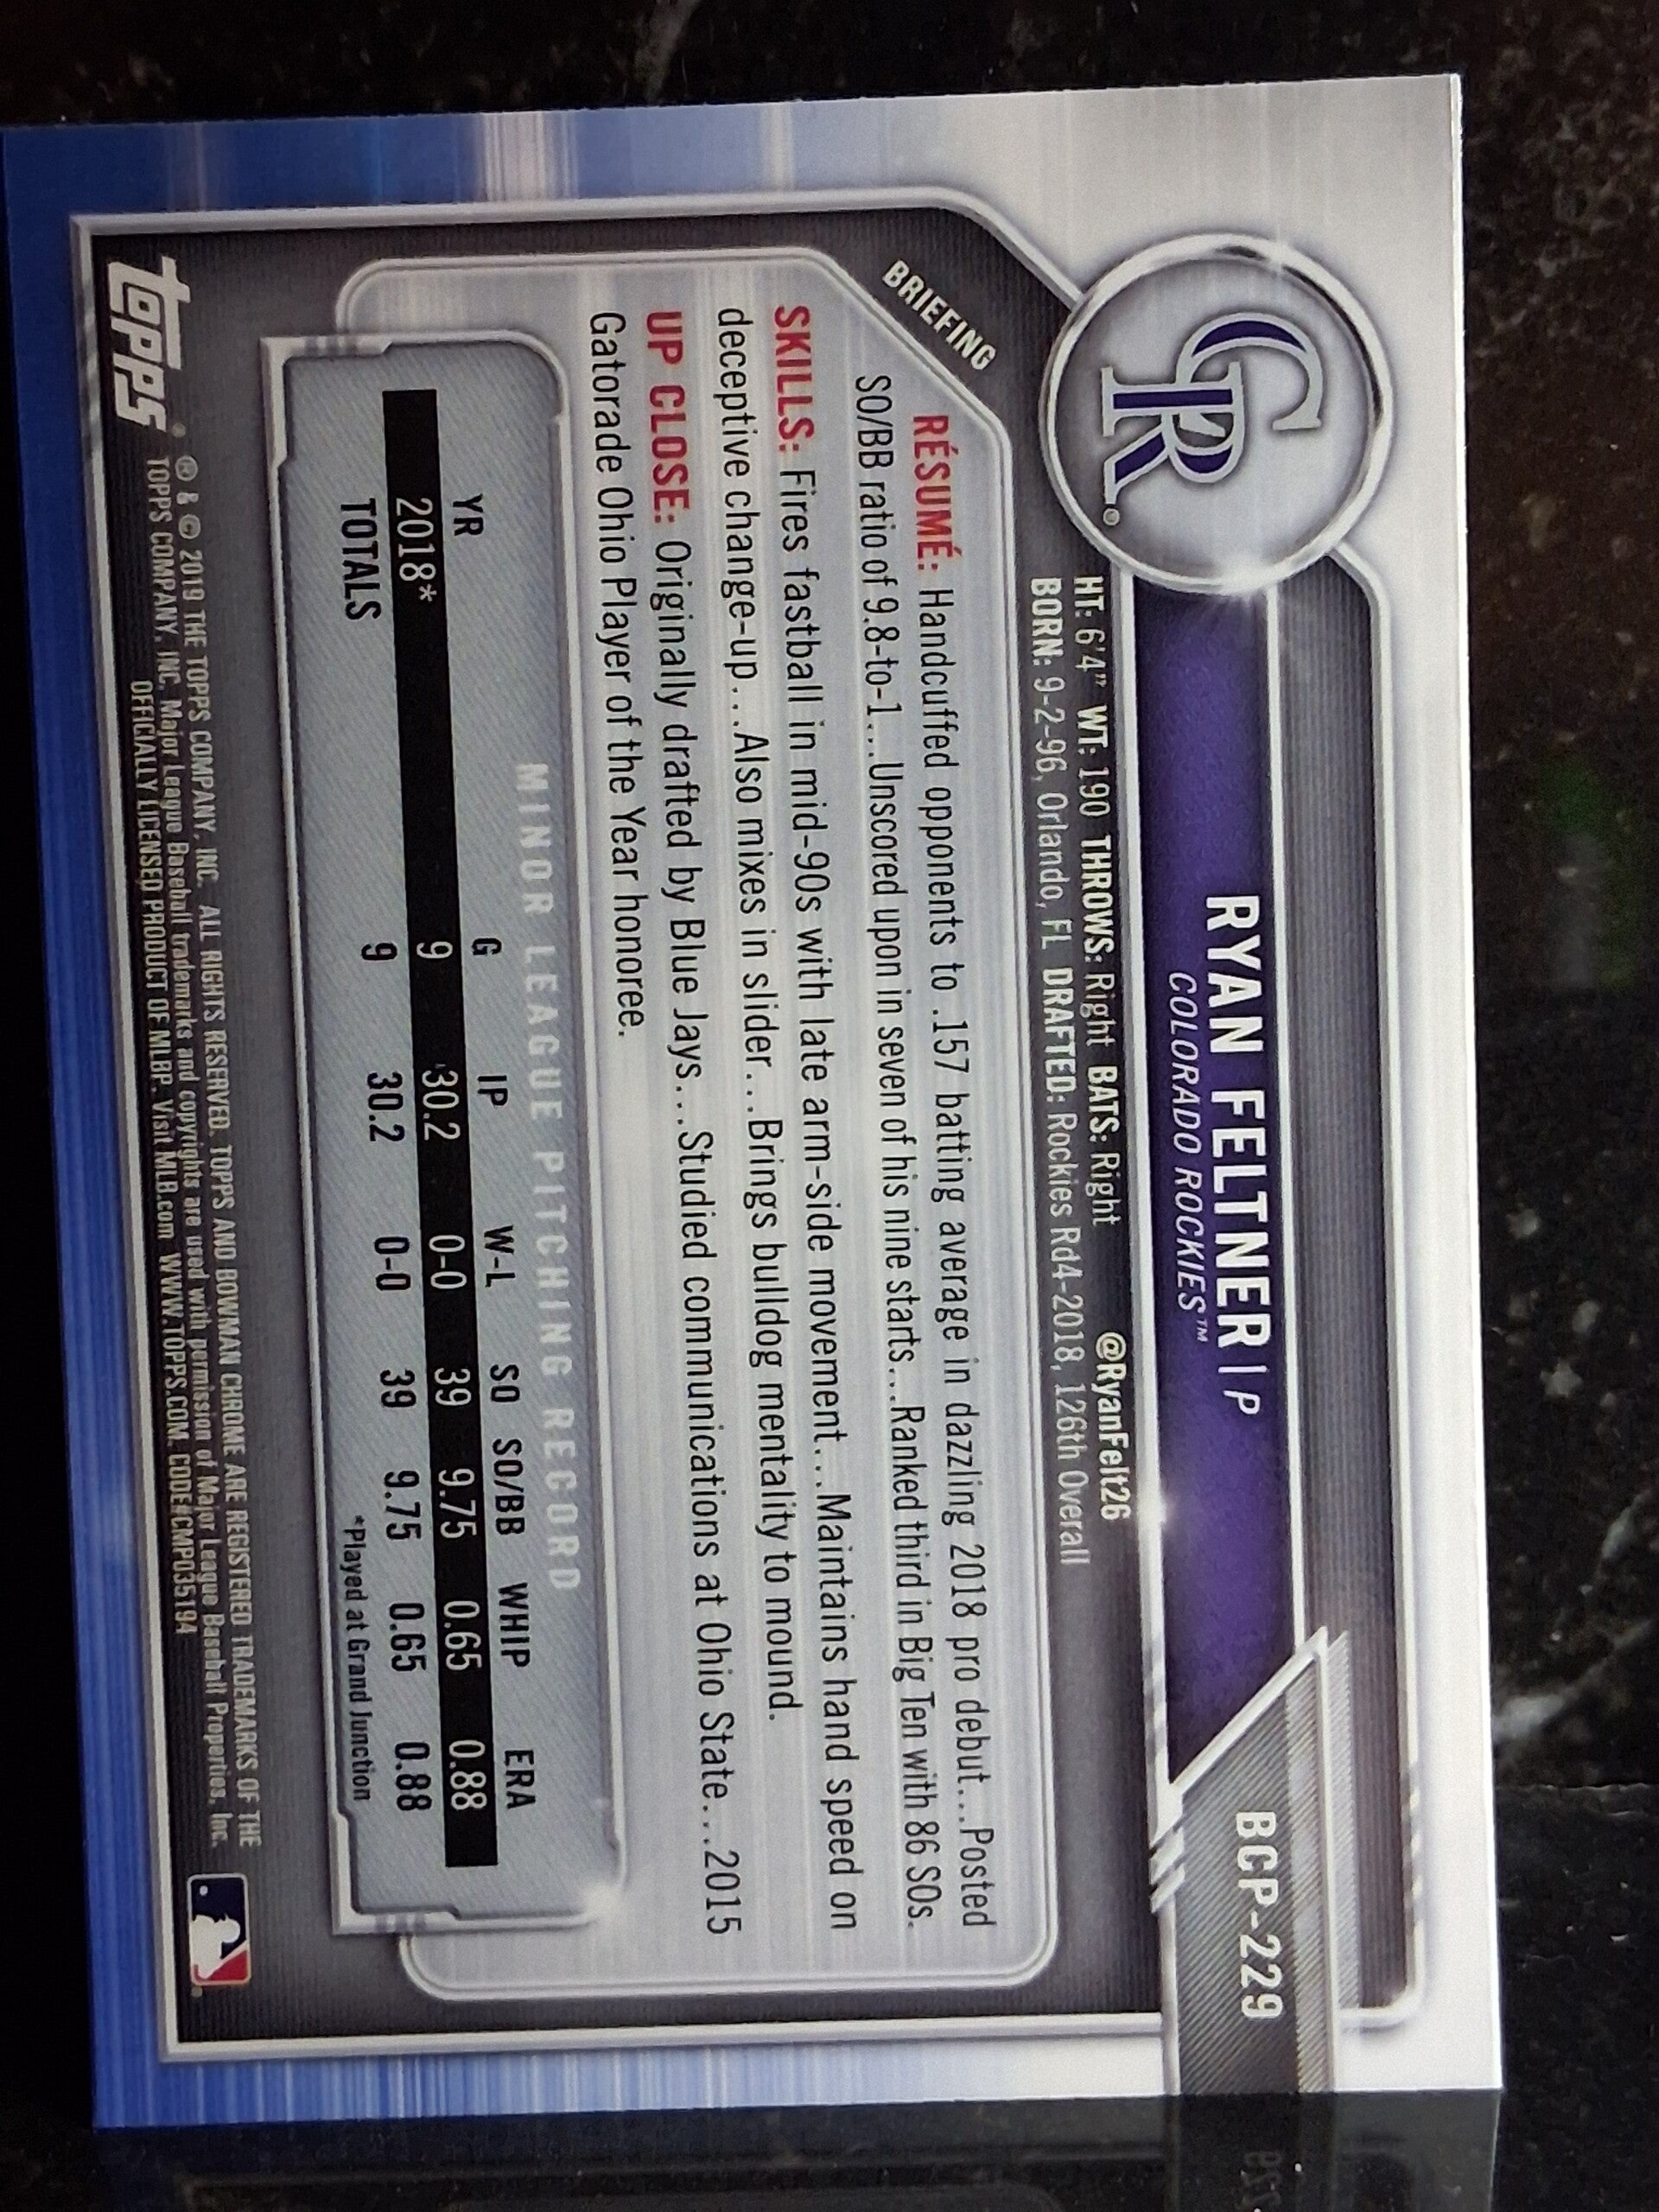 CR®
RYAN FELTNER | P
COLORADO ROCKIES™
BCP-229
HT: 6'4" WT: 190 THROWS: Right BATS: Right @RyanFelt26
BORN: 9-2-96, Orlando, FL DRAFTED: Rockies Rd4-2018, 126th Overall
BRIEFING
RÉSUMÉ: Handcuffed opponents to .157 batting average in dazzling 2018 pro debut...Posted
SO/BB ratio of 9.8-to-1...Unscored upon in seven of his nine starts...Ranked third in Big Ten with 86 SOs.
SKILLS: Fires fastball in mid-90s with late arm-side movement...Maintains hand speed on
deceptive change-up...Also mixes in slider...Brings bulldog mentality to mound.
UP CLOSE: Originally drafted by Blue Jays...Studied communications at Ohio State...2015
Gatorade Ohio Player of the Year honoree.
MINOR LEAGUE PITCHING RECORD
YR G IP W-L SO SO/BB WHIP ERA
2018* 9 30.2 0-0 39 9.75 0.65 0.88
TOTALS 9 30.2 0-0 39 9.75 0.65 0.88
*Played at Grand Junction
topps®
® & © 2019 THE TOPPS COMPANY, INC. ALL RIGHTS RESERVED. TOPPS AND BOWMAN CHROME ARE REGISTERED TRADEMARKS OF THE
TOPPS COMPANY, INC. Major League Baseball trademarks and copyrights are used with permission of Major League Baseball Properties, Inc.
OFFICIALLY LICENSED PRODUCT OF MLBP. Visit MLB.com WWW.TOPPS.COM. CODE#CMP035194